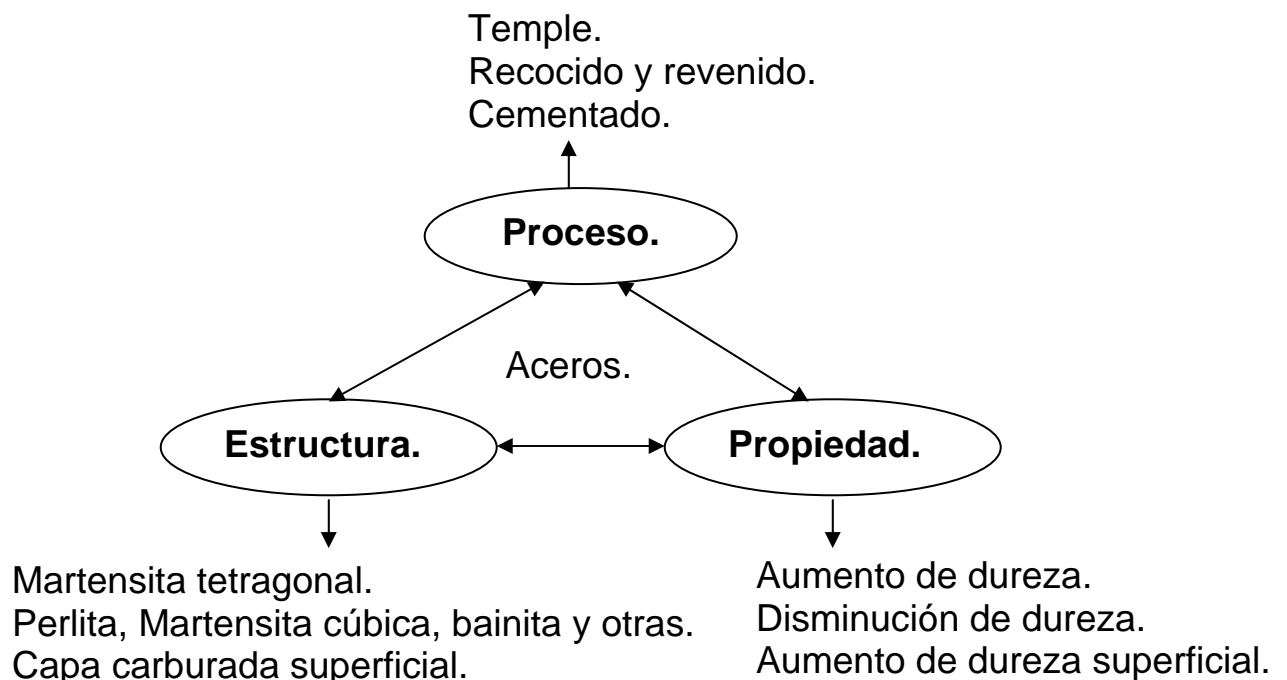 Temple.
Recocido y revenido.
Cementado.
Proceso.
Aceros.
Estructura.
Propiedad.
Martensita tetragonal.
Perlita, Martensita cúbica, bainita y otras.
Capa carburada superficial.
Aumento de dureza.
Disminución de dureza.
Aumento de dureza superficial.